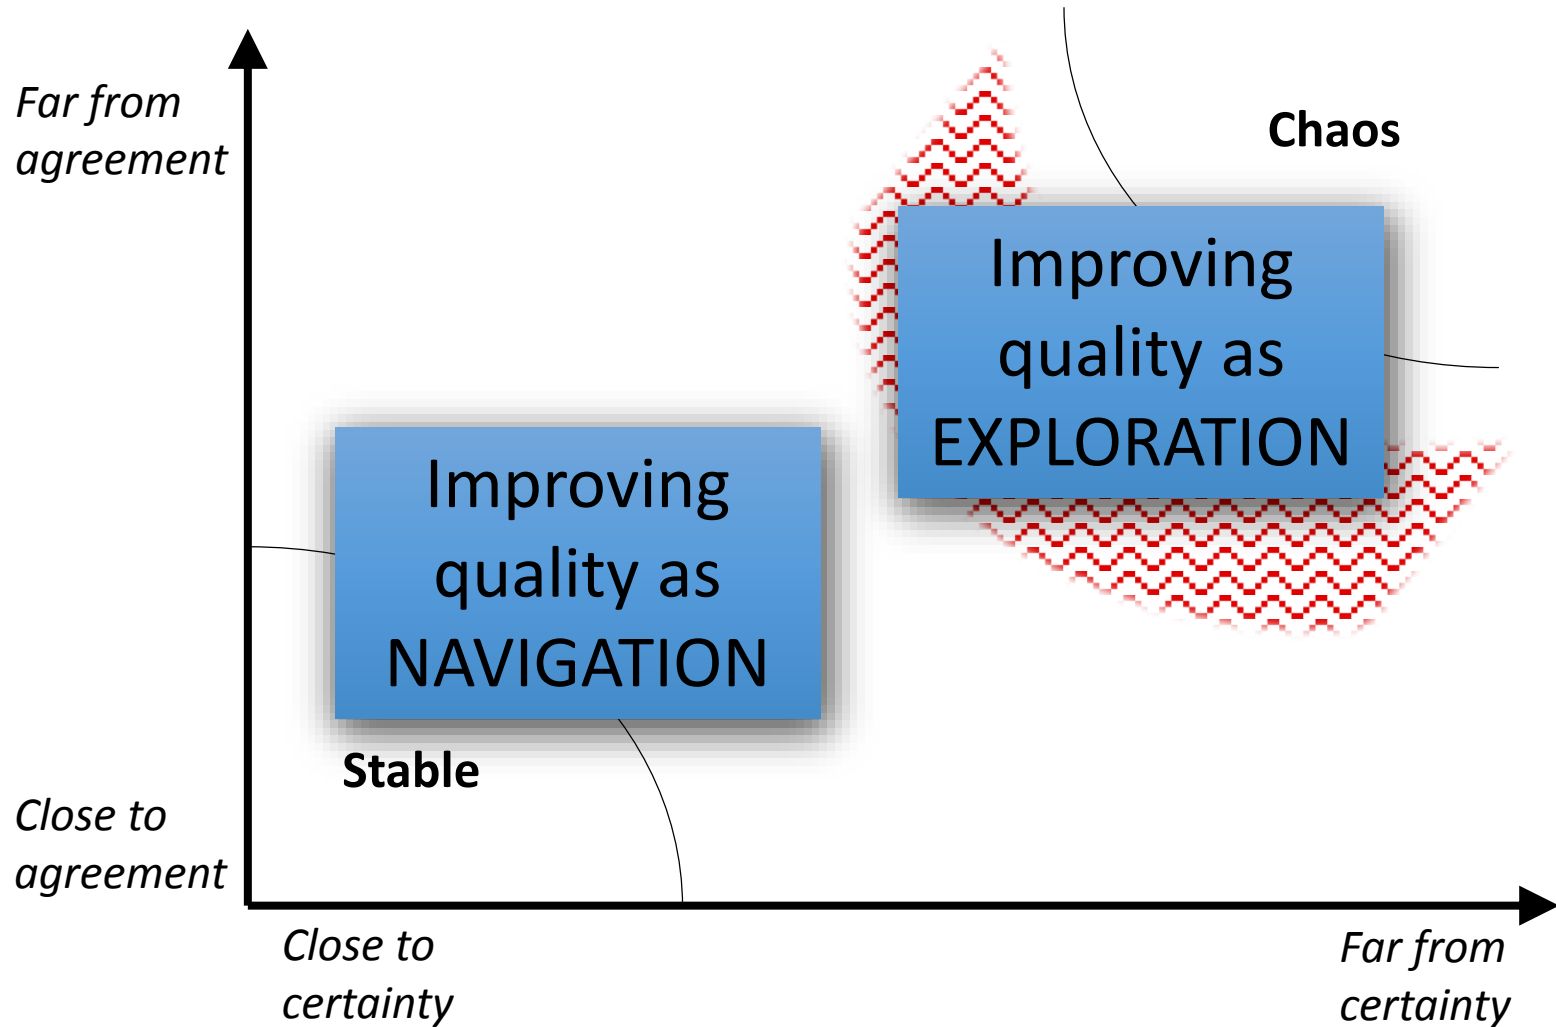 Far from
agreement
Chaos
Improving
quality as
EXPLORATION
Improving
quality as
NAVIGATION
Stable
Close to
agreement
Close to
certainty
Far from
certainty